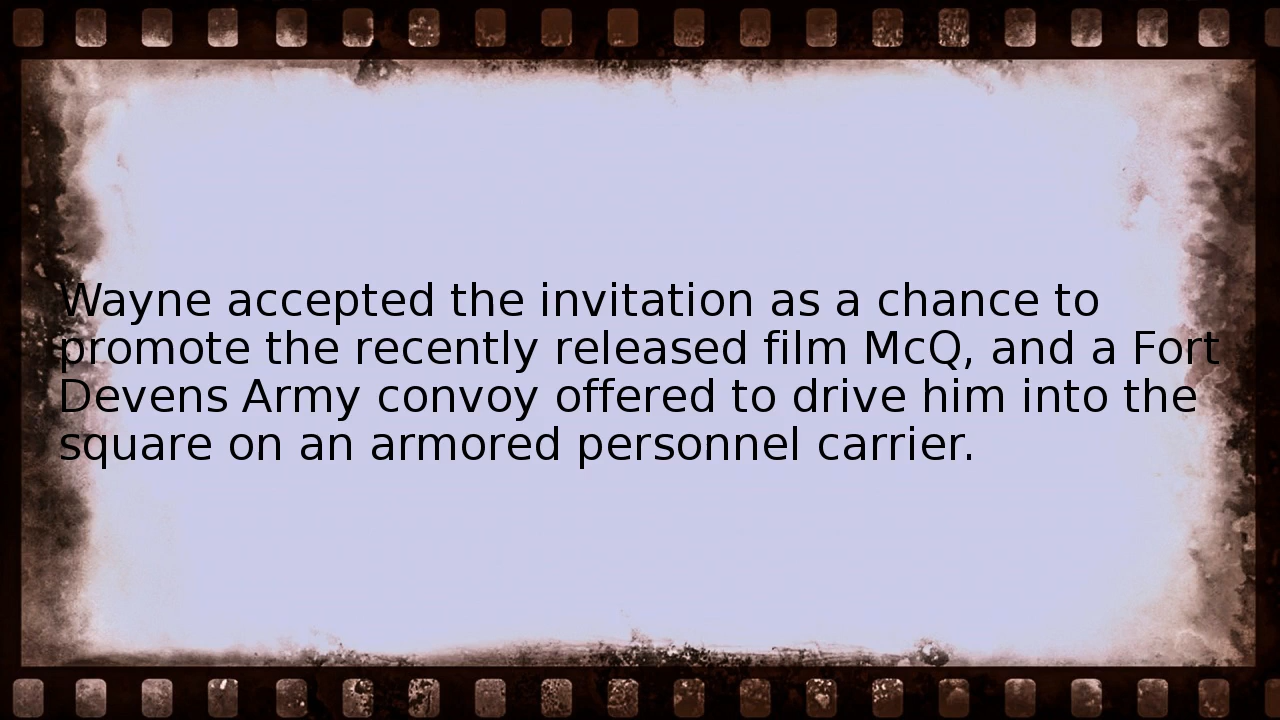 Wayne accepted the invitation as a chance to
promote the recently released film McQ, and a Fort
Devens Army convoy offered to drive him into the
square on an armored personnel carrier.